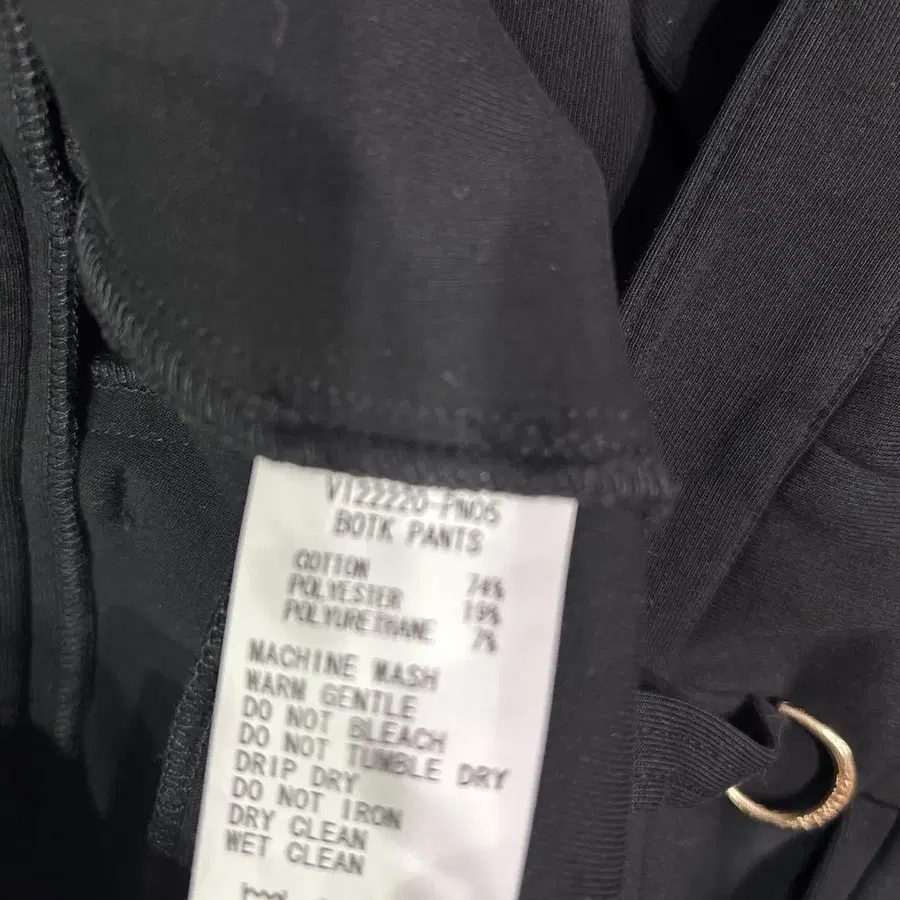 VI22220-PN05
BOTK PANTS
COTTON 74%
POLYESTER 19%
POLYURETHANE 7%
MACHINE WASH
WARM GENTLE
DO NOT BLEACH
DO NOT TUMBLE DRY
DRIP DRY
DO NOT IRON
DRY CLEAN
WET CLEAN